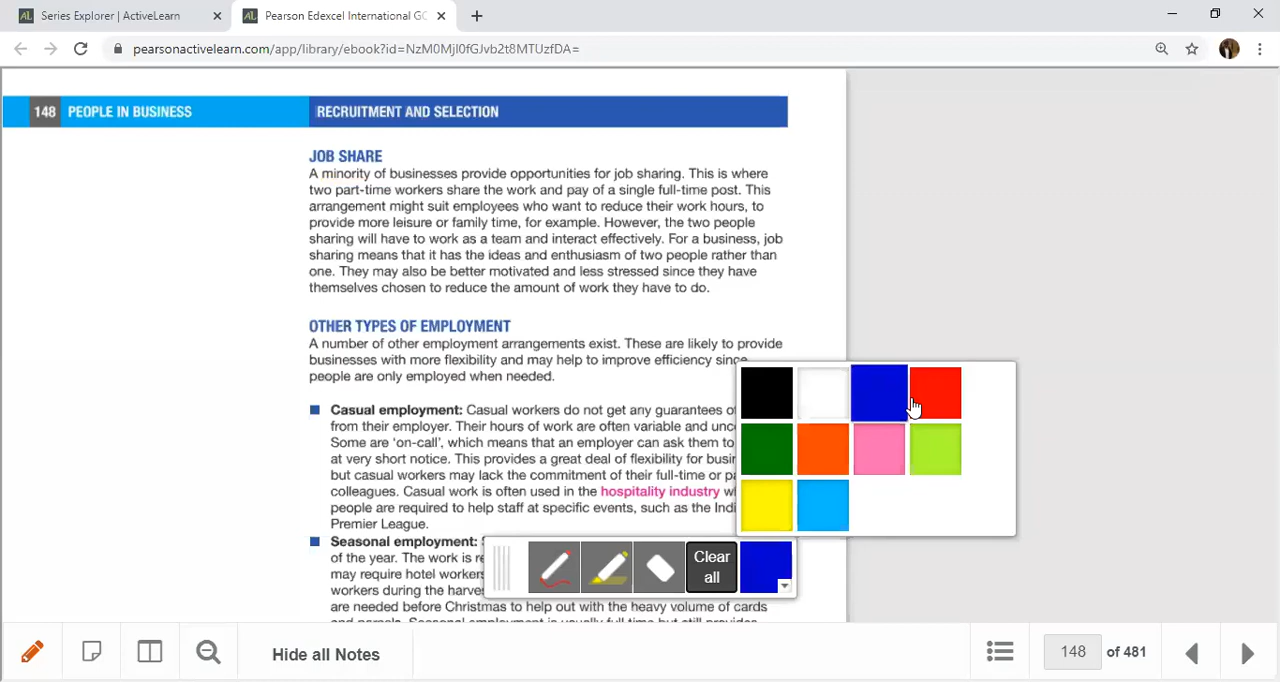 Series Explorer | ActiveLearn
Pearson Edexcel International GC
pearsonactivelearn.com/app/library/ebook?id=NzM0MjI0fGJvb2t8MTUzfDA=
148 PEOPLE IN BUSINESS RECRUITMENT AND SELECTION
JOB SHARE
A minority of businesses provide opportunities for job sharing. This is where
two part-time workers share the work and pay of a single full-time post. This
arrangement might suit employees who want to reduce their work hours, to
provide more leisure or family time, for example. However, the two people
sharing will have to work as a team and interact effectively. For a business, job
sharing means that it has the ideas and enthusiasm of two people rather than
one. They may also be better motivated and less stressed since they have
themselves chosen to reduce the amount of work they have to do.
OTHER TYPES OF EMPLOYMENT
A number of other employment arrangements exist. These are likely to provide
businesses with more flexibility and may help to improve efficiency since
people are only employed when needed.
Casual employment: Casual workers do not get any guarantees of
from their employer. Their hours of work are often variable and unc
Some are ‘on-call’, which means that an employer can ask them to
at very short notice. This provides a great deal of flexibility for busi
but casual workers may lack the commitment of their full-time or pa
colleagues. Casual work is often used in the hospitality industry w
people are required to help staff at specific events, such as the Indi
Premier League.
Seasonal employment:
of the year. The work is re
may require hotel workers
workers during the harves
are needed before Christmas to help out with the heavy volume of cards
Clear
all
Hide all Notes
148 of 481